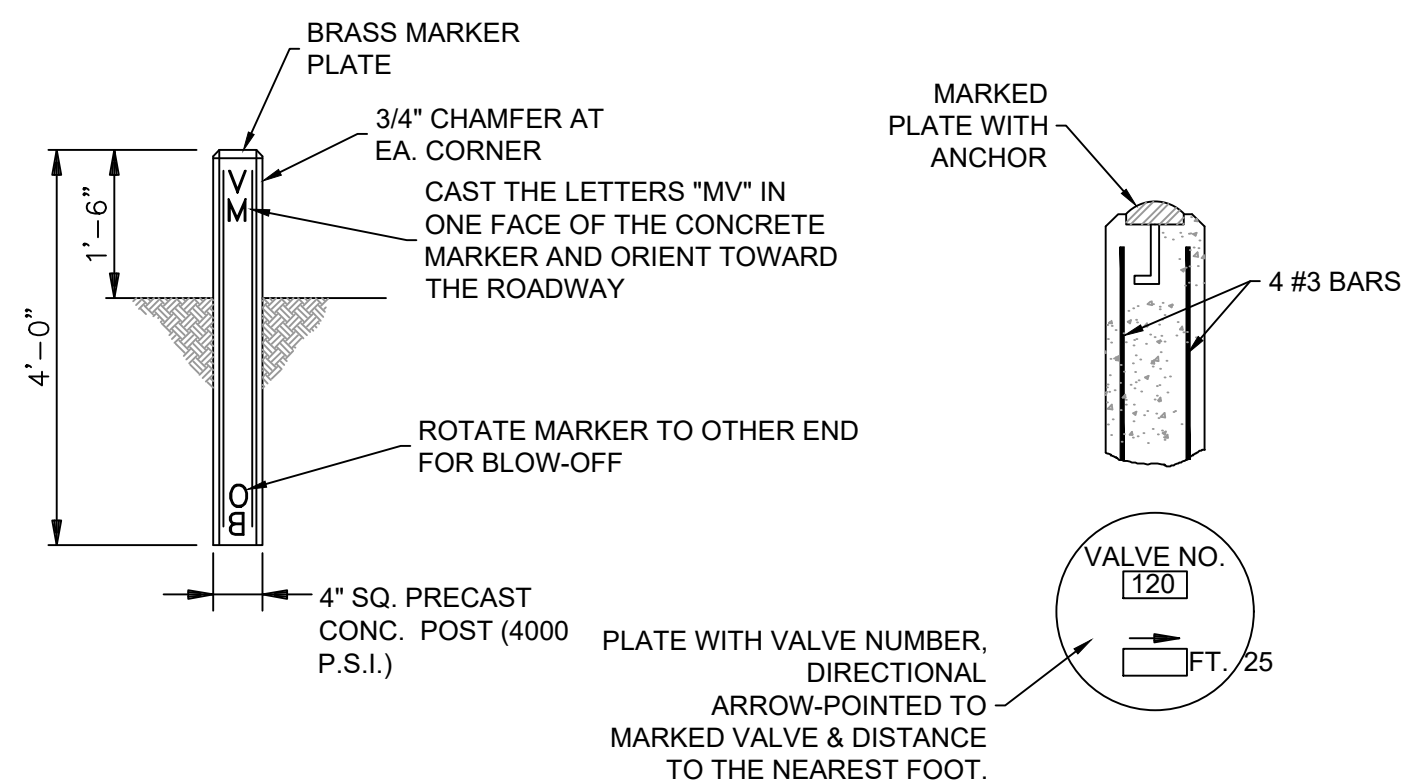 BRASS MARKER
PLATE
3/4" CHAMFER AT
EA. CORNER
CAST THE LETTERS "MV" IN
ONE FACE OF THE CONCRETE
MARKER AND ORIENT TOWARD
THE ROADWAY
1'-6"
4'-0"
V
M
ROTATE MARKER TO OTHER END
FOR BLOW-OFF
O
B
4" SQ. PRECAST
CONC. POST (4000
P.S.I.)
MARKED
PLATE WITH
ANCHOR
4 #3 BARS
VALVE NO.
120
FT. 25
PLATE WITH VALVE NUMBER,
DIRECTIONAL
ARROW-POINTED TO
MARKED VALVE & DISTANCE
TO THE NEAREST FOOT.